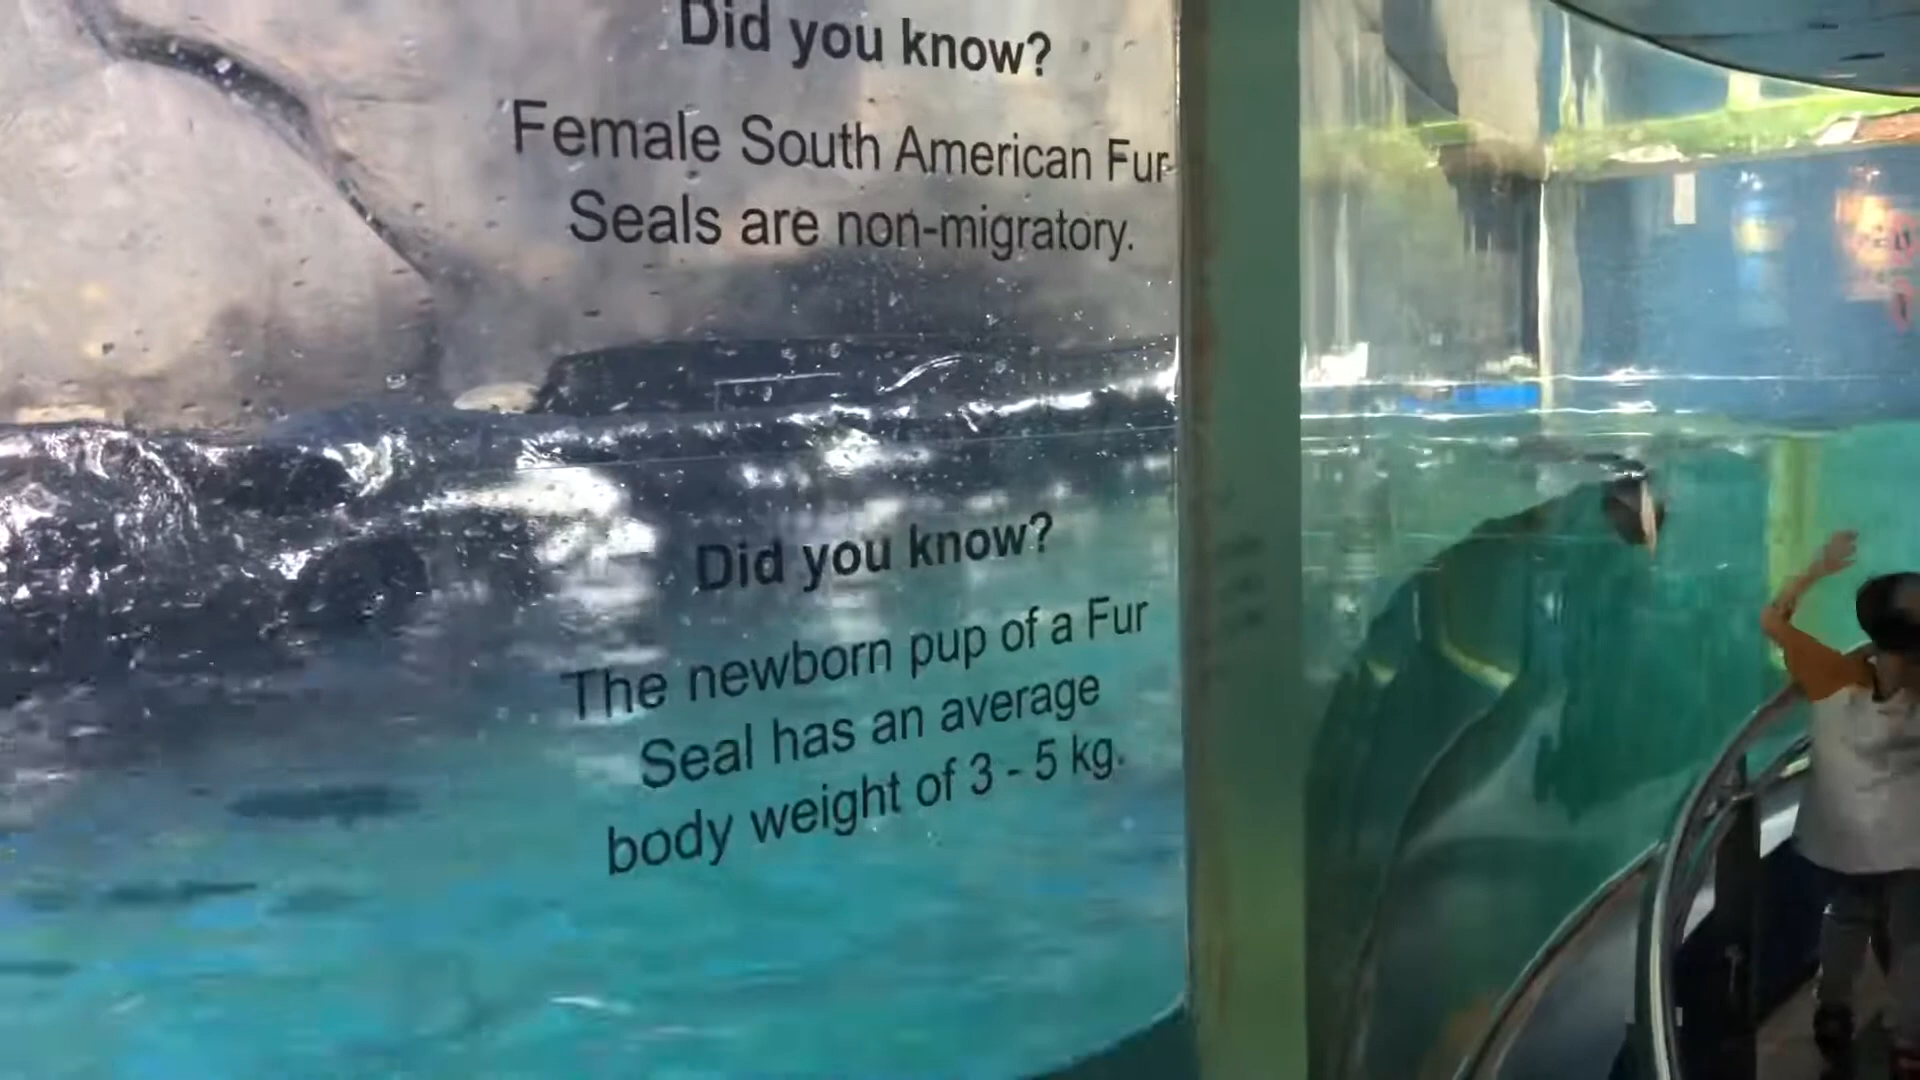 Did you know?
Female South American Fur
Seals are non-migratory.
Did you know?
The newborn pup of a Fur
Seal has an average
body weight of 3 - 5 kg.